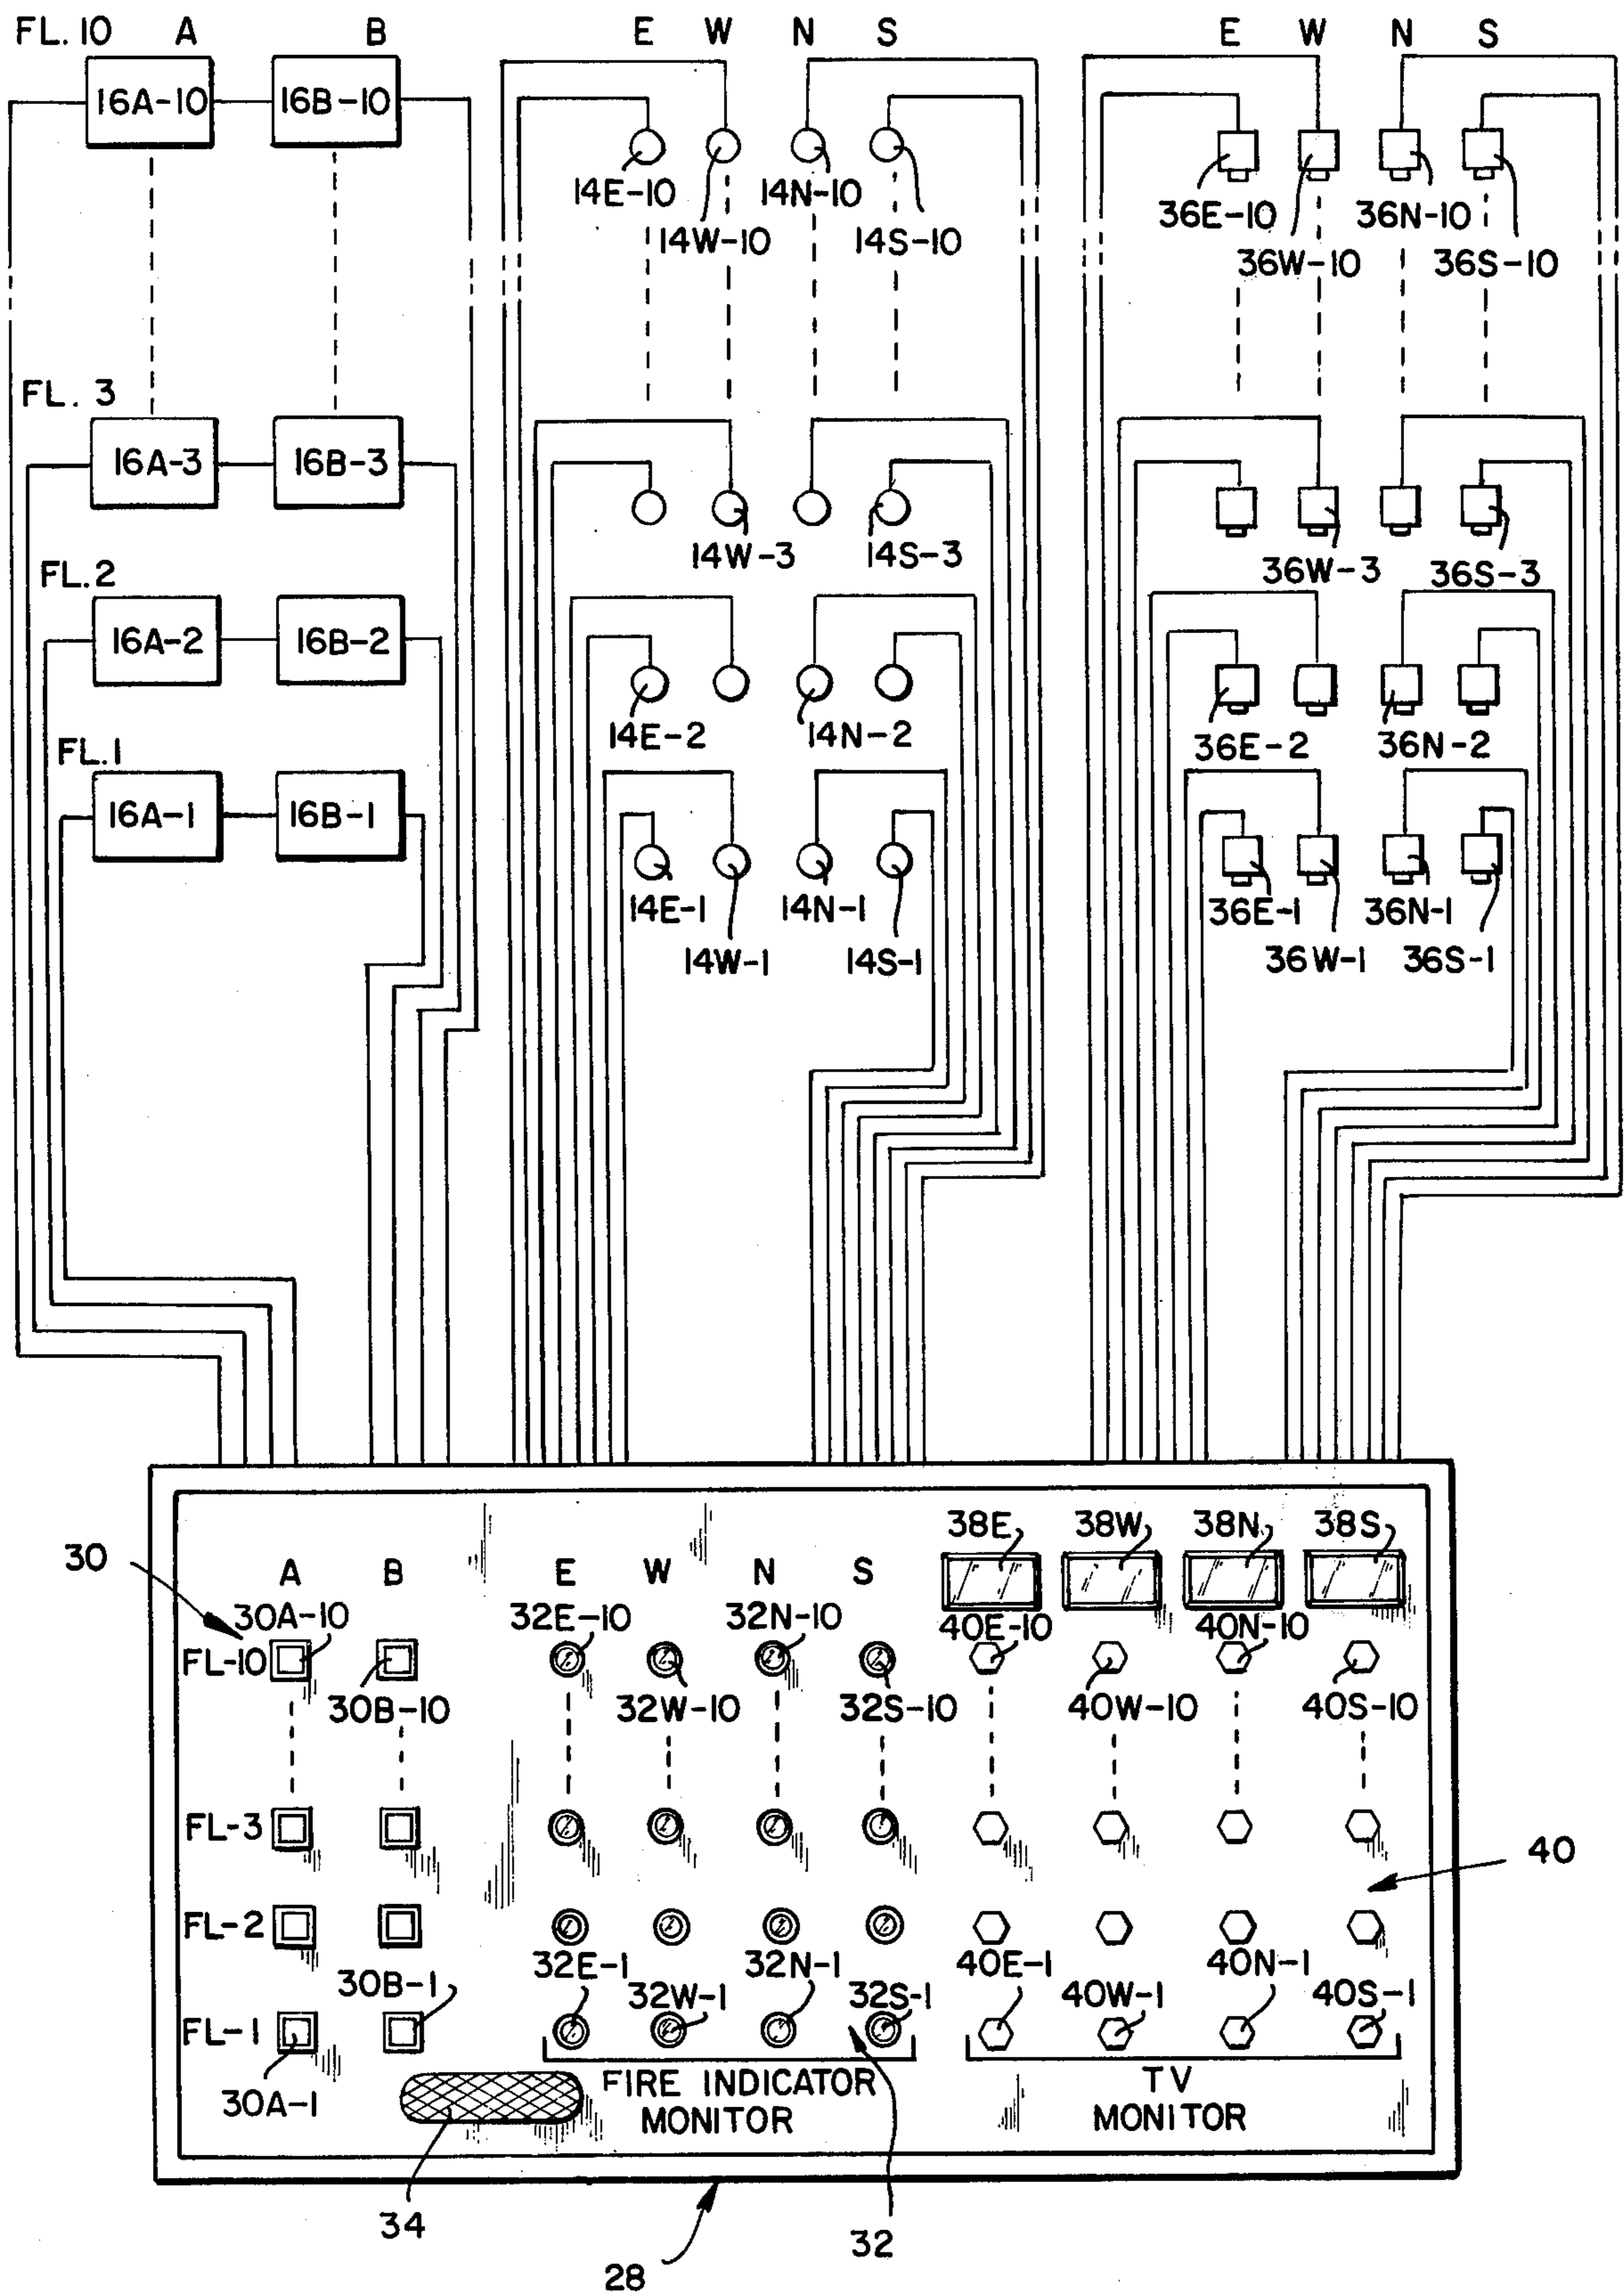 FL. 10 A B E W N S E W N S
16A-10 16B-10
14E-10 14N-10 36E-10 36N-10
14W-10 14S-10 36W-10 36S-10
FL. 3
16A-3 16B-3
14W-3 14S-3 36W-3 36S-3
FL. 2
16A-2 16B-2
14E-2 14N-2 36E-2 36N-2
FL. 1
16A-1 16B-1
14E-1 14N-1 36E-1 36N-1
14W-1 14S-1 36W-1 36S-1
38E 38W 38N 38S
30
A B E W N S
30A-10 32E-10 32N-10 40E-10 40N-10
FL-10
30B-10 32W-10 32S-10 40W-10 40S-10
FL-3
40
FL-2
32E-1 32N-1 40E-1 40N-1
30B-1 32W-1 32S-1 40W-1 40S-1
FL-1
30A-1
FIRE INDICATOR
MONITOR
TV
MONITOR
34
32
28